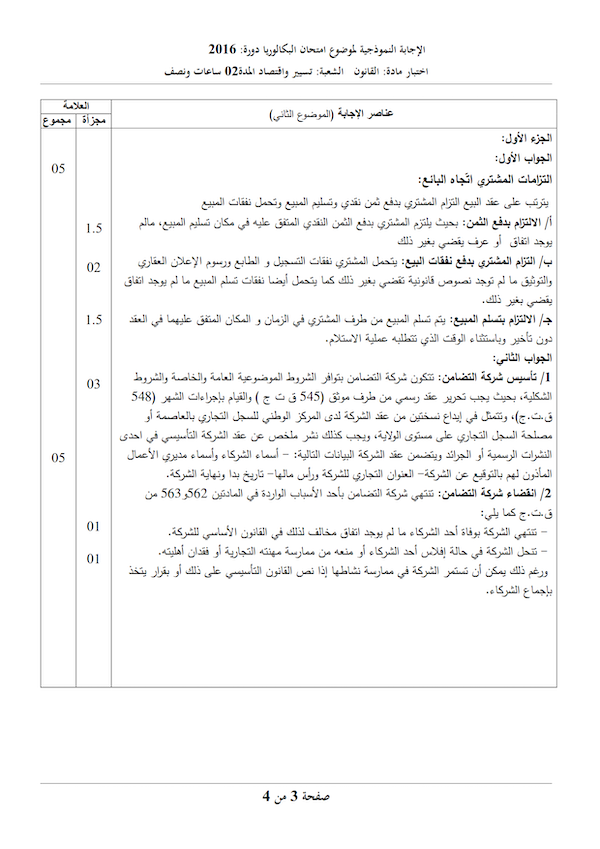 الإجابة النموذجية لموضوع امتحان البكالوريا دورة: 2016
اختبار مادة: القانون الشعبة: تسيير واقتصاد المدة02 ساعات ونصف
العلامة
عناصر الإجابة (الموضوع الثاني)
مجزأة
مجموع
الجزء الأول:
الجواب الأول:
05
التزامات المشتري اتّجاه البائع:
يترتب على عقد البيع التزام المشتري بدفع ثمن نقدي وتسليم المبيع وتحمل نفقات المبيع
أ/ الالتزام بدفع الثمن: بحيث يلتزم المشتري بدفع الثمن النقدي المتفق عليه في مكان تسليم المبيع، مالم
1.5
يوجد اتفاق أو عرف يقضي بغير ذلك
ب/ التزام المشتري بدفع نفقات البيع: يتحمل المشتري نفقات التسجيل و الطابع ورسوم الإعلان العقاري
02
والتوثيق ما لم توجد نصوص قانونية تقضي بغير ذلك كما يتحمل أيضا نفقات تسلم المبيع ما لم يوجد اتفاق
يقضي بغير ذلك.
جـ/ الالتزام بتسلم المبيع: يتم تسلم المبيع من طرف المشتري في الزمان و المكان المتفق عليهما في العقد
1.5
دون تأخير وباستثناء الوقت الذي تتطلبه عملية الاستلام.
الجواب الثاني:
1/ تأسيس شركة التضامن: تتكون شركة التضامن بتوافر الشروط الموضوعية العامة والخاصة والشروط
03
الشكلية، بحيث يجب تحرير عقد رسمي من طرف موثق (545 ق ت ج ) والقيام بإجراءات الشهر (548
ق.ت.ج)، وتتمثل في إيداع نسختين من عقد الشركة لدى المركز الوطني للسجل التجاري بالعاصمة أو
مصلحة السجل التجاري على مستوى الولاية، ويجب كذلك نشر ملخص عن عقد الشركة التأسيسي في احدى
النشرات الرسمية أو الجرائد ويتضمن عقد الشركة البيانات التالية: – أسماء الشركاء وأسماء مديري الأعمال
05
المأذون لهم بالتوقيع عن الشركة– العنوان التجاري للشركة ورأس مالها– تاريخ بدا ونهاية الشركة.
2/ انقضاء شركة التضامن: تنتهي شركة التضامن بأحد الأسباب الواردة في المادتين 562و563 من
ق.ت.ج كما يلي:
01
– تنتهي الشركة بوفاة أحد الشركاء ما لم يوجد اتفاق مخالف لذلك في القانون الأساسي للشركة.
– تنحل الشركة في حالة إفلاس أحد الشركاء أو منعه من ممارسة مهنته التجارية أو فقدان أهليته.
01
ورغم ذلك يمكن أن تستمر الشركة في ممارسة نشاطها إذا نص القانون التأسيسي على ذلك أو بقرار يتخذ
بإجماع الشركاء.
صفحة 3 من 4